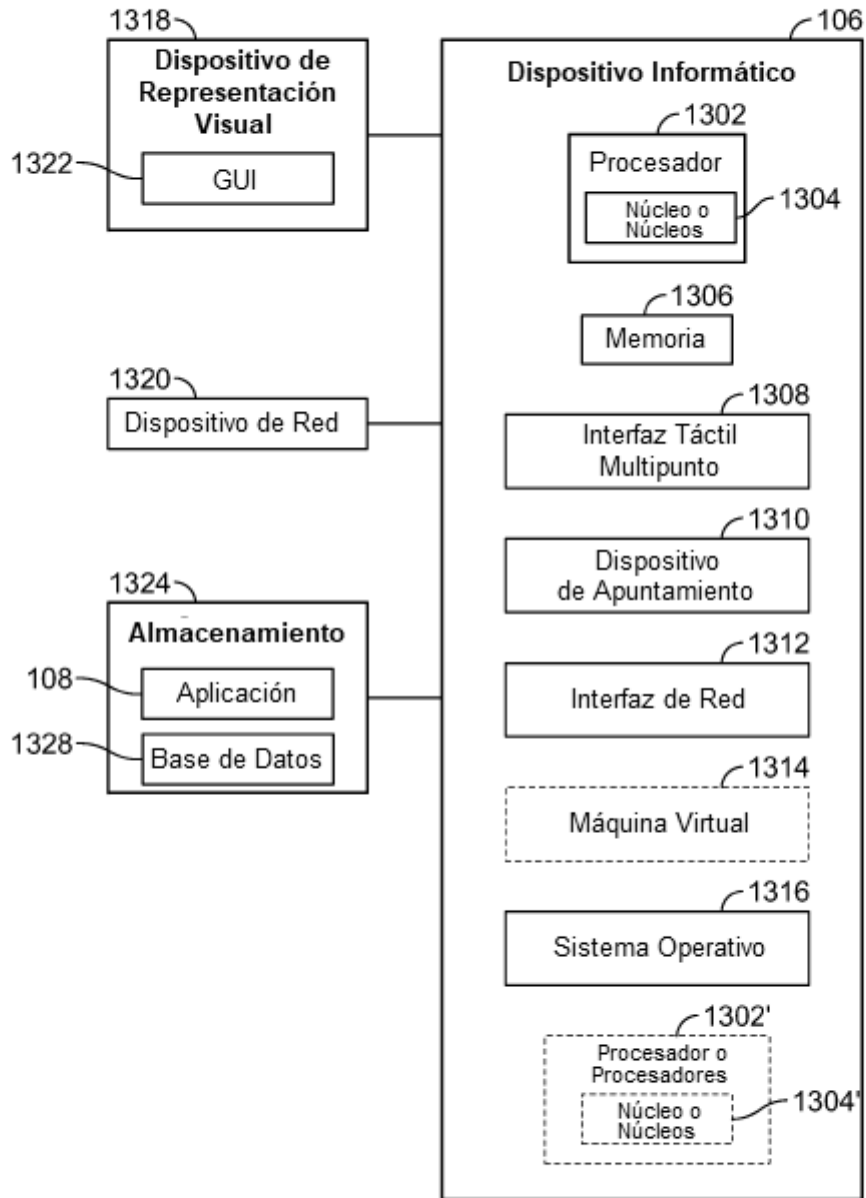 1318
Dispositivo de
Representación
Visual
1322
GUI
1320
Dispositivo de Red
1324
Almacenamiento
108
Aplicación
1328
Base de Datos
106
Dispositivo Informático
1302
Procesador
Núcleo o
Núcleos
1304
1306
Memoria
1308
Interfaz Táctil
Multipunto
1310
Dispositivo
de Apuntamiento
1312
Interfaz de Red
1314
Máquina Virtual
1316
Sistema Operativo
1302'
Procesador o
Procesadores
Núcleo o
Núcleos
1304'